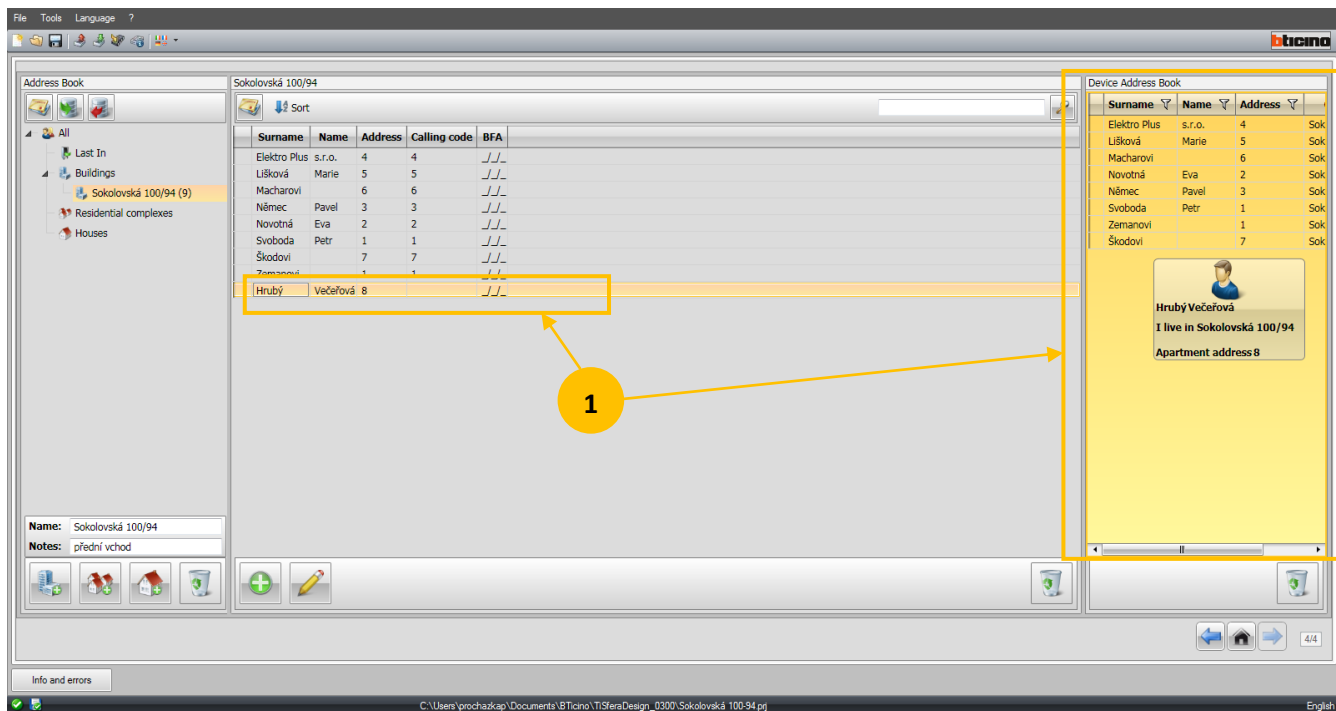 File Tools Language ?
bticino
Address Book
All
Last In
Buildings
Sokolovská 100/94 (9)
Residential complexes
Houses
Name: Sokolovská 100/94
Notes: přední vchod
Sokolovská 100/94
Sort
Surname Name Address Calling code BFA
Elektro Plus s.r.o. 4 4 _/_/_
Lišková Marie 5 5 _/_/_
Macharovi 6 6 _/_/_
Němec Pavel 3 3 _/_/_
Novotná Eva 2 2 _/_/_
Svoboda Petr 1 1 _/_/_
Škodovi 7 7 _/_/_
Zemanovi 1 1 _/_/_
Hrubý Večeřová 8 _/_/_
1
Device Address Book
Surname Name Address
Elektro Plus s.r.o. 4 Sok
Lišková Marie 5 Sok
Macharovi 6 Sok
Novotná Eva 2 Sok
Němec Pavel 3 Sok
Svoboda Petr 1 Sok
Zemanovi 1 Sok
Škodovi 7 Sok
Hrubý Večeřová
I live in Sokolovská 100/94
Apartment address 8
4/4
Info and errors
C:\Users\prochazkap\Documents\BTicino\TiSferaDesign_0300\Sokolovská 100-94.prj
English